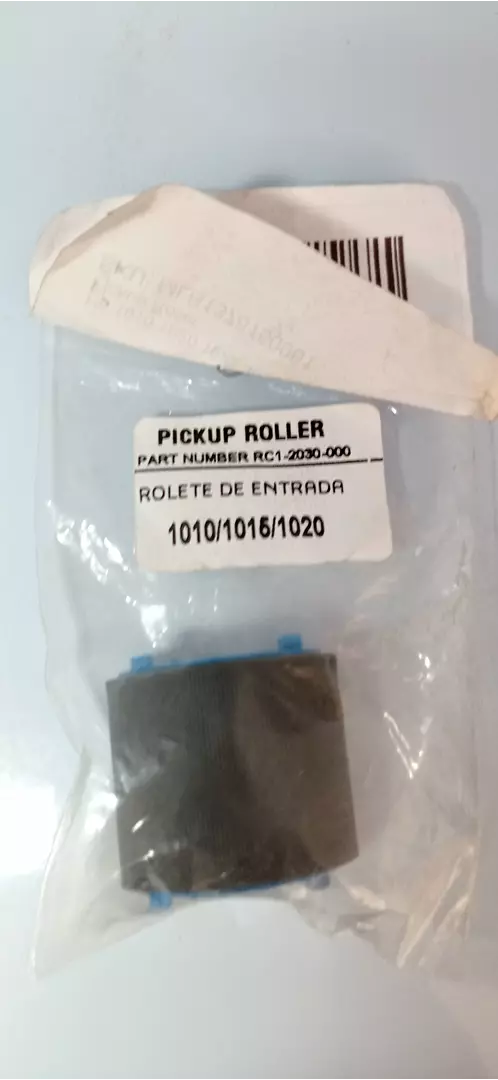 PICKUP ROLLER
PART NUMBER RC1-2030-000
ROLETE DE ENTRADA
1010/1015/1020